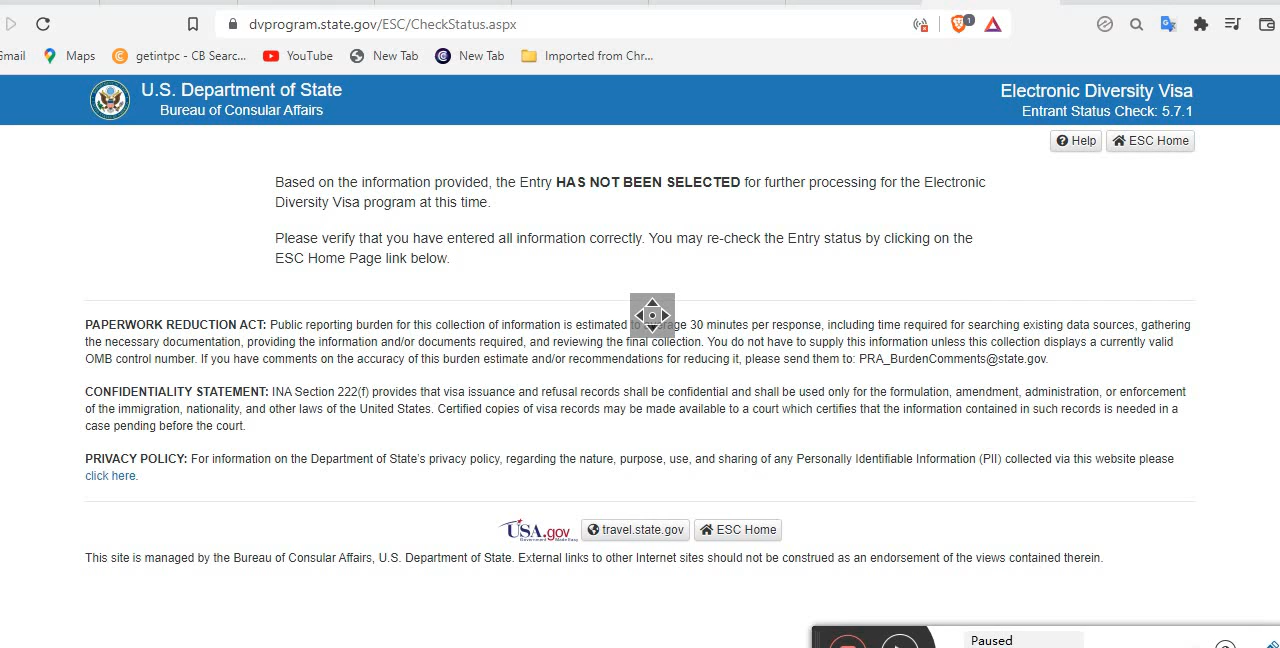 dvprogram.state.gov/ESC/CheckStatus.aspx
1
Maps
getintpc - CB Searc...
YouTube
New Tab
New Tab
Imported from Chr...
U.S. Department of State
Bureau of Consular Affairs
Electronic Diversity Visa
Entrant Status Check: 5.7.1
Help
ESC Home
Based on the information provided, the Entry HAS NOT BEEN SELECTED for further processing for the Electronic
Diversity Visa program at this time.
Please verify that you have entered all information correctly. You may re-check the Entry status by clicking on the
ESC Home Page link below.
PAPERWORK REDUCTION ACT: Public reporting burden for this collection of information is estimated to average 30 minutes per response, including time required for searching existing data sources, gathering
the necessary documentation, providing the information and/or documents required, and reviewing the final collection. You do not have to supply this information unless this collection displays a currently valid
OMB control number. If you have comments on the accuracy of this burden estimate and/or recommendations for reducing it, please send them to: PRA_BurdenComments@state.gov.
CONFIDENTIALITY STATEMENT: INA Section 222(f) provides that visa issuance and refusal records shall be confidential and shall be used only for the formulation, amendment, administration, or enforcement
of the immigration, nationality, and other laws of the United States. Certified copies of visa records may be made available to a court which certifies that the information contained in such records is needed in a
case pending before the court.
PRIVACY POLICY: For information on the Department of State's privacy policy, regarding the nature, purpose, use, and sharing of any Personally Identifiable Information (PII) collected via this website please
click here.
USA.gov
travel.state.gov
ESC Home
This site is managed by the Bureau of Consular Affairs, U.S. Department of State. External links to other Internet sites should not be construed as an endorsement of the views contained therein.
Paused